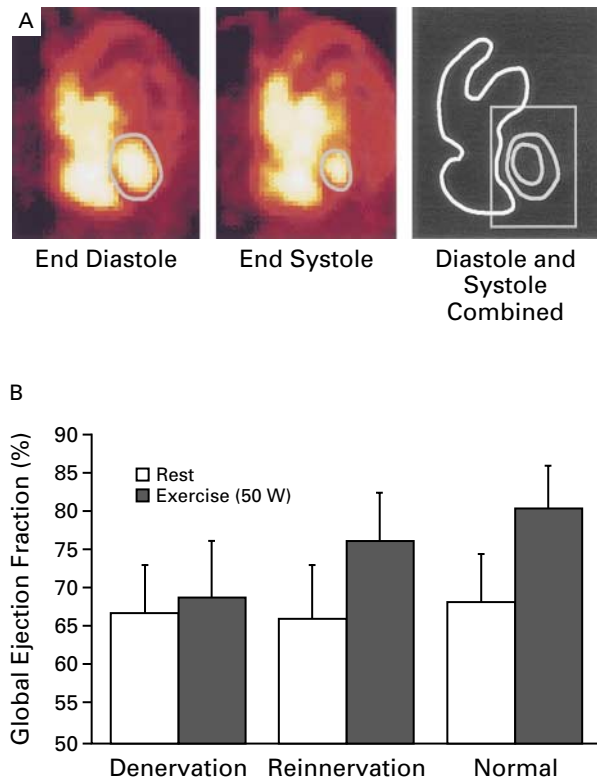 A
End Diastole
End Systole
Diastole and
Systole
Combined
B
Global Ejection Fraction (%)
90
85
80
75
70
65
60
55
50
Rest
Exercise (50 W)
Denervation
Reinnervation
Normal